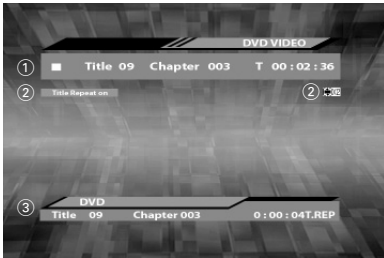 DVD VIDEO
1 Title 09 Chapter 003 T 00 : 02 : 36
2 Title Repeat on 2
3 DVD
Title 09 Chapter 003 0 : 00 : 04T.REP